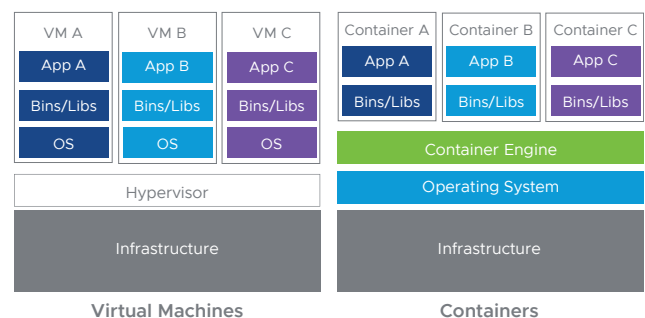 VM A
VM B
VM C
App A
App B
App C
Bins/Libs
Bins/Libs
Bins/Libs
OS
OS
OS
Hypervisor
Infrastructure
Virtual Machines
Container A
Container B
Container C
App A
App B
App C
Bins/Libs
Bins/Libs
Bins/Libs
Container Engine
Operating System
Infrastructure
Containers